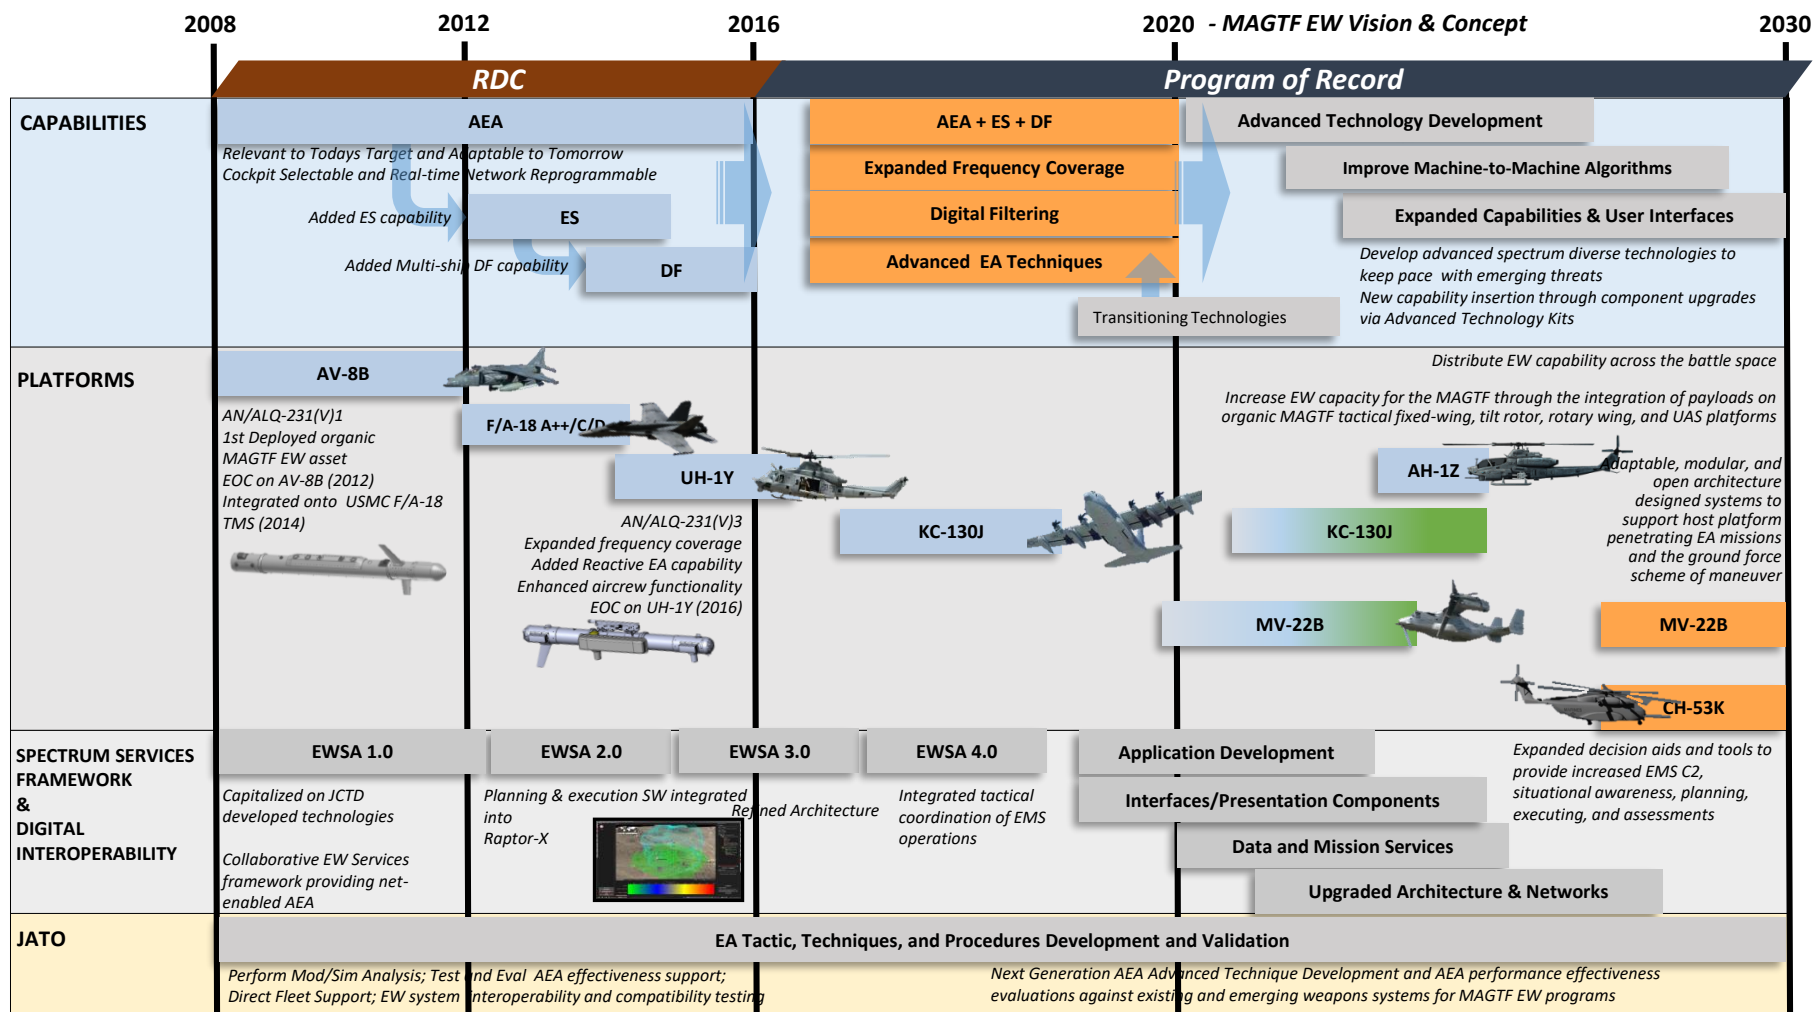 2008
2012
2016
2020 - MAGTF EW Vision & Concept
2030
RDC
Program of Record
CAPABILITIES
AEA
Relevant to Todays Target and Adaptable to Tomorrow
Cockpit Selectable and Real-time Network Reprogrammable
Added ES capability
ES
Added Multi-ship DF capability
DF
AEA + ES + DF
Expanded Frequency Coverage
Digital Filtering
Advanced EA Techniques
Transitioning Technologies
Advanced Technology Development
Improve Machine-to-Machine Algorithms
Expanded Capabilities & User Interfaces
Develop advanced spectrum diverse technologies to
keep pace with emerging threats
New capability insertion through component upgrades
via Advanced Technology Kits
PLATFORMS
AV-8B
AN/ALQ-231(V)1
1st Deployed organic
MAGTF EW asset
EOC on AV-8B (2012)
Integrated onto USMC F/A-18
TMS (2014)
F/A-18 A++/C/D
UH-1Y
AN/ALQ-231(V)3
Expanded frequency coverage
Added Reactive EA capability
Enhanced aircrew functionality
EOC on UH-1Y (2016)
KC-130J
Distribute EW capability across the battle space
Increase EW capacity for the MAGTF through the integration of payloads on
organic MAGTF tactical fixed-wing, tilt rotor, rotary wing, and UAS platforms
AH-1Z
KC-130J
MV-22B
Adaptable, modular, and
open architecture
designed systems to
support host platform
penetrating EA missions
and the ground force
scheme of maneuver
MV-22B
CH-53K
SPECTRUM SERVICES
FRAMEWORK
&
DIGITAL
INTEROPERABILITY
EWSA 1.0
Capitalized on JCTD
developed technologies
Collaborative EW Services
framework providing net-
enabled AEA
EWSA 2.0
Planning & execution SW integrated
into
Raptor-X
EWSA 3.0
Refined Architecture
EWSA 4.0
Integrated tactical
coordination of EMS
operations
Application Development
Interfaces/Presentation Components
Data and Mission Services
Upgraded Architecture & Networks
Expanded decision aids and tools to
provide increased EMS C2,
situational awareness, planning,
executing, and assessments
JATO
EA Tactic, Techniques, and Procedures Development and Validation
Perform Mod/Sim Analysis; Test and Eval AEA effectiveness support;
Direct Fleet Support; EW system interoperability and compatibility testing
Next Generation AEA Advanced Technique Development and AEA performance effectiveness
evaluations against existing and emerging weapons systems for MAGTF EW programs